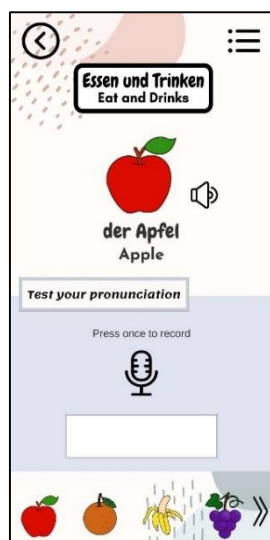 Essen und Trinken
Eat and Drinks
der Apfel
Apple
Test your pronunciation
Press once to record